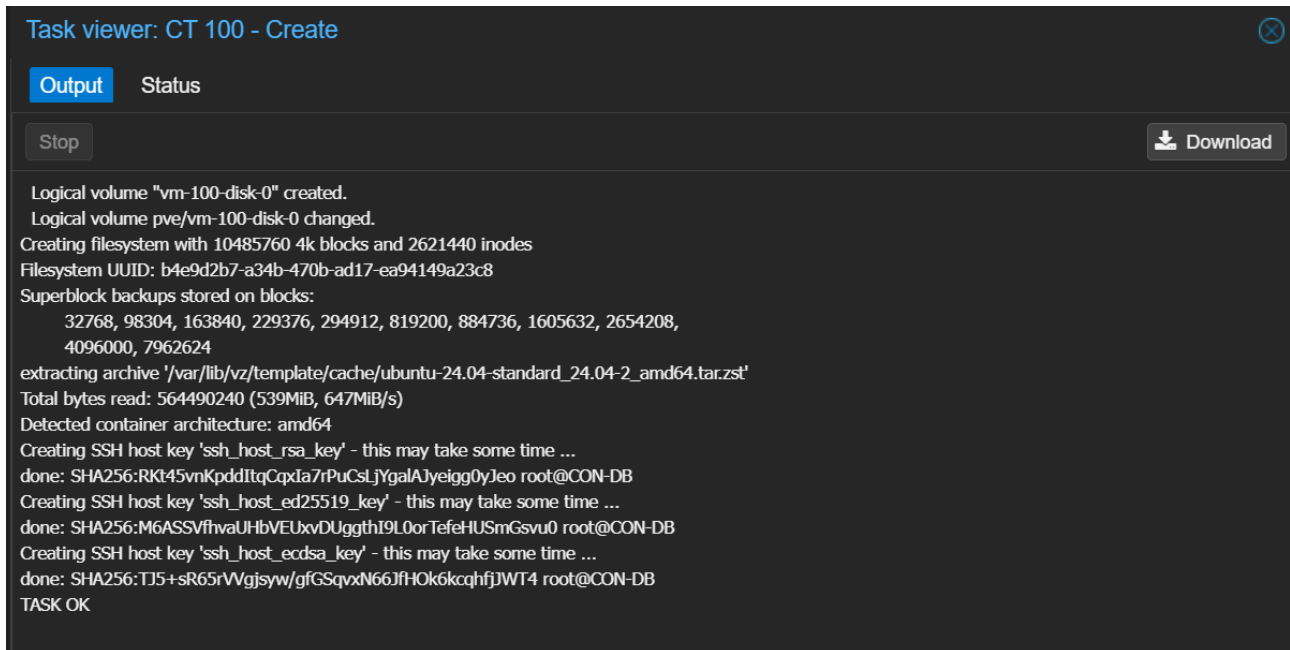 Task viewer: CT 100 - Create
Output Status
Stop Download
Logical volume "vm-100-disk-0" created.
Logical volume pve/vm-100-disk-0 changed.
Creating filesystem with 10485760 4k blocks and 2621440 inodes
Filesystem UUID: b4e9d2b7-a34b-470b-ad17-ea94149a23c8
Superblock backups stored on blocks:
32768, 98304, 163840, 229376, 294912, 819200, 884736, 1605632, 2654208,
4096000, 7962624
extracting archive '/var/lib/vz/template/cache/ubuntu-24.04-standard_24.04-2_amd64.tar.zst'
Total bytes read: 564490240 (539MiB, 647MiB/s)
Detected container architecture: amd64
Creating SSH host key 'ssh_host_rsa_key' - this may take some time ...
done: SHA256:RKt45vnKpddItqCqxIa7rPuCsLjYgalAJyeigg0yJeo root@CON-DB
Creating SSH host key 'ssh_host_ed25519_key' - this may take some time ...
done: SHA256:M6ASSVfhvaUHbVEUxvDUggthI9L0orTefeHUSmGsvu0 root@CON-DB
Creating SSH host key 'ssh_host_ecdsa_key' - this may take some time ...
done: SHA256:TJ5+sR65rVVgjsyw/gfGSqvxN66JfHOk6kcqhfjJWT4 root@CON-DB
TASK OK